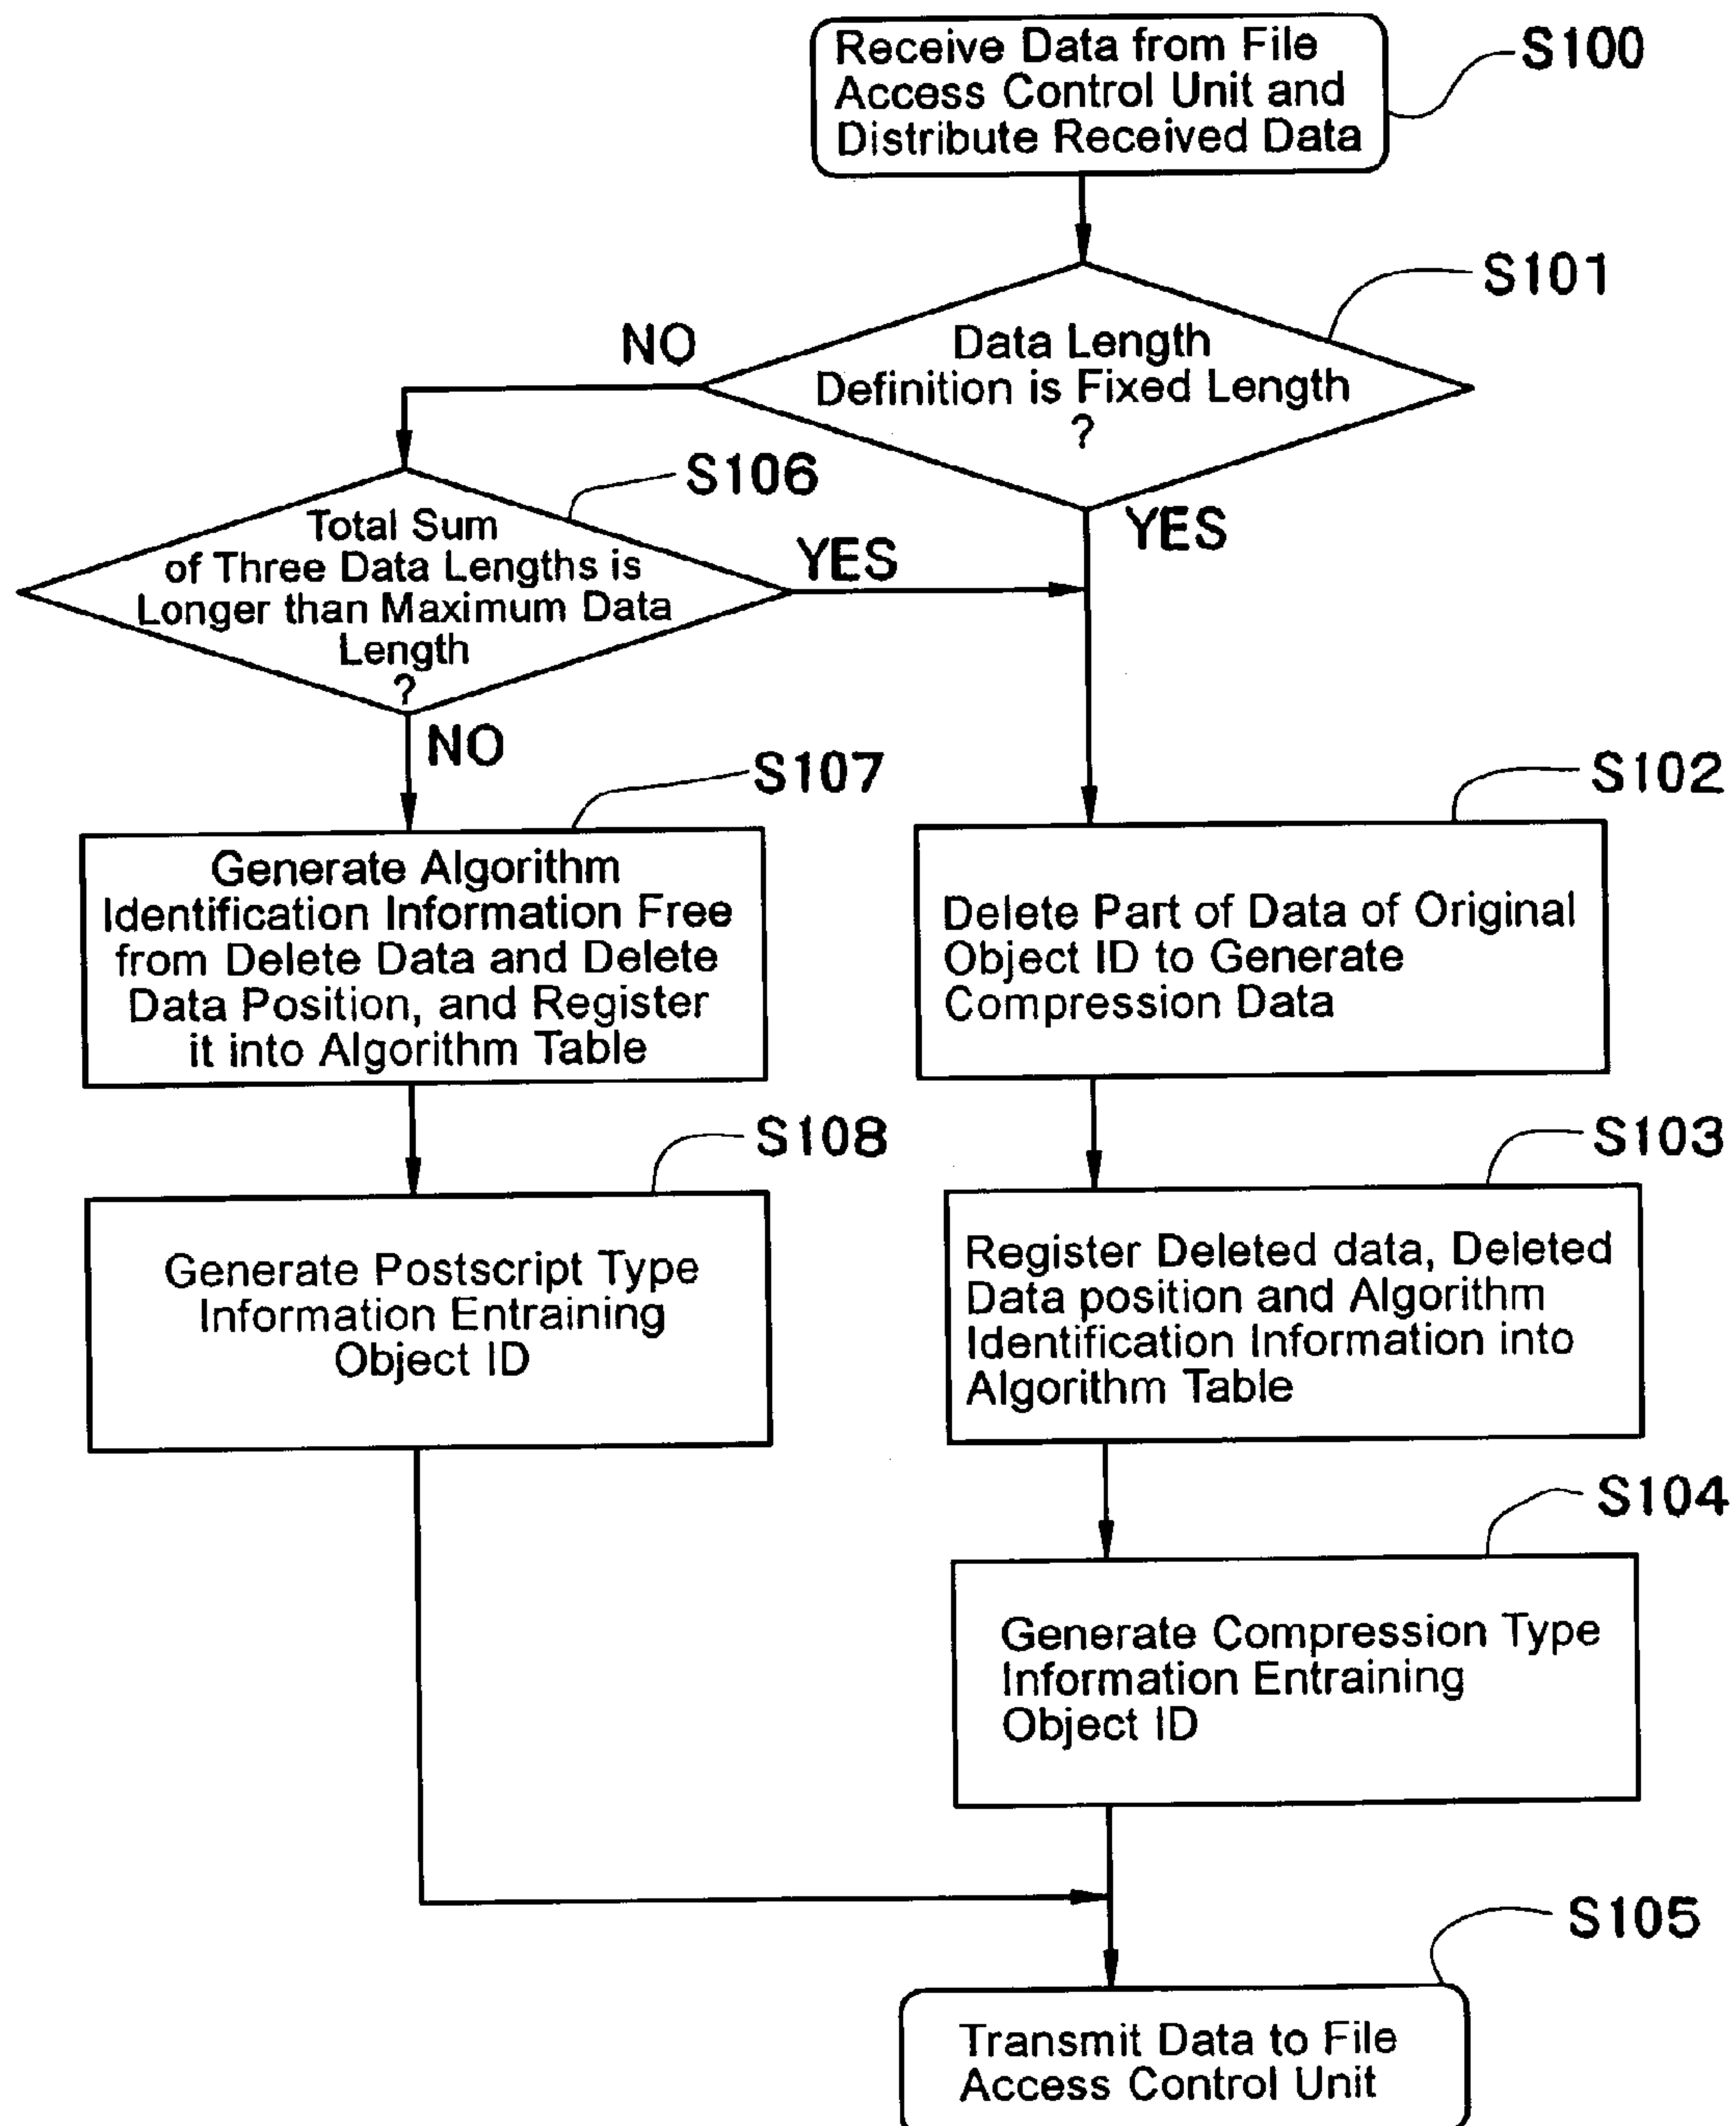 Receive Data from File
Access Control Unit and
Distribute Received Data
S100
S101
Data Length
Definition is Fixed Length
?
NO
YES
S106
Total Sum
of Three Data Lengths is
Longer than Maximum Data
Length
?
YES
NO
S107
Generate Algorithm
Identification Information Free
from Delete Data and Delete
Data Position, and Register
it into Algorithm Table
S102
Delete Part of Data of Original
Object ID to Generate
Compression Data
S108
Generate Postscript Type
Information Entraining
Object ID
S103
Register Deleted data, Deleted
Data position and Algorithm
Identification Information into
Algorithm Table
S104
Generate Compression Type
Information Entraining
Object ID
S105
Transmit Data to File
Access Control Unit